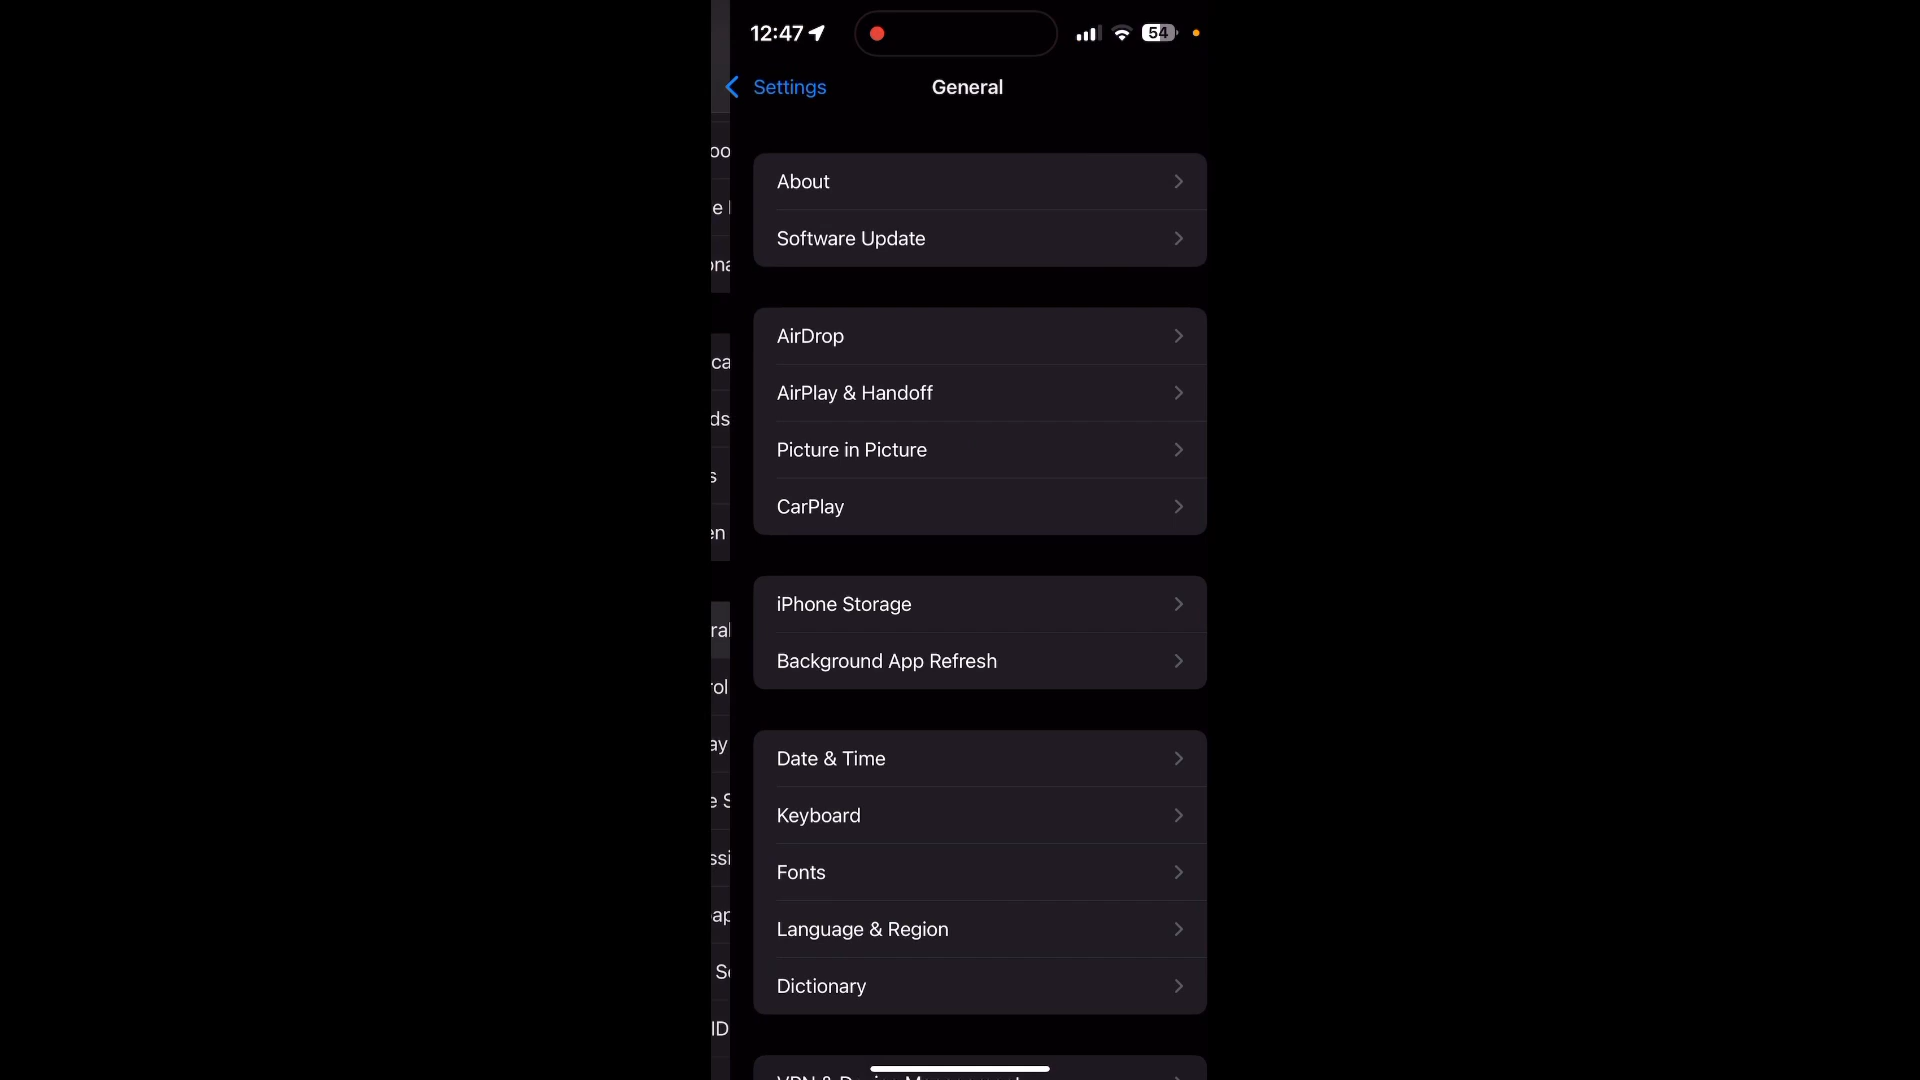 12:47
54
Settings
General
About
Software Update
AirDrop
AirPlay & Handoff
Picture in Picture
CarPlay
iPhone Storage
Background App Refresh
Date & Time
Keyboard
Fonts
Language & Region
Dictionary